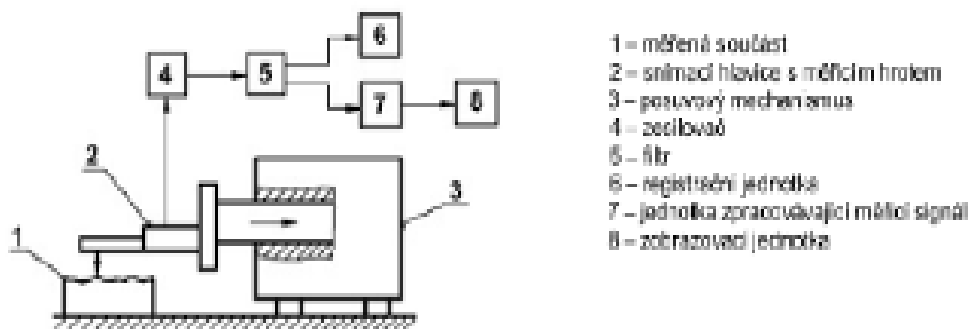 6
4
5
7
8
2
3
1
1 – měřená součást
2 – snímací hlavice s měřicím hrotem
3 – posuvový mechanismus
4 – zesilovač
5 – filtr
6 – registrační jednotka
7 – jednotka zpracovávající měřicí signál
8 – zobrazovací jednotka